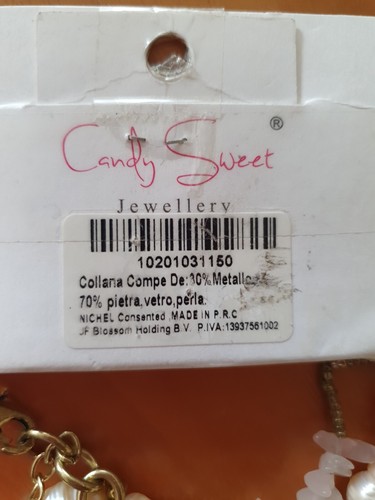 Candy Sweet
®
Jewellery
10201031150
Collana Compe De:30%Metallo
70% pietra,vetro,perla,
NICHEL Consented ,MADE IN P.R.C
JF Blossom Holding B.V. P.IVA:13937561002